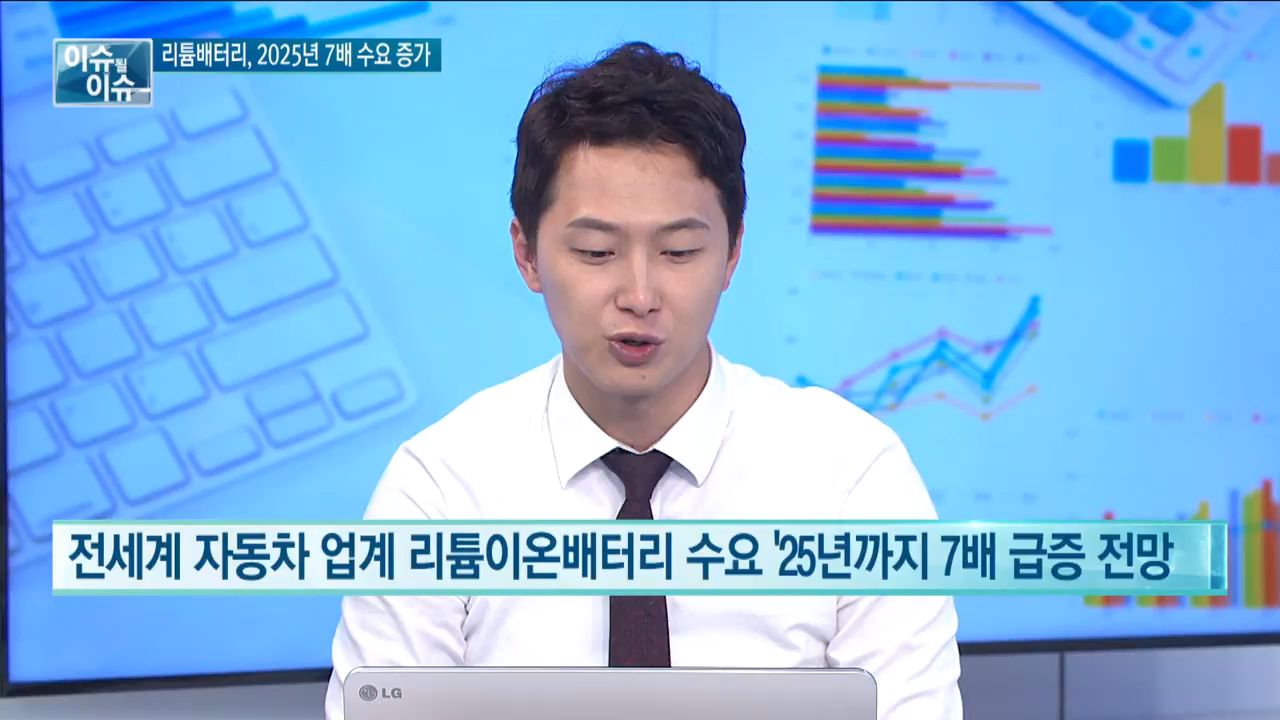 이슈될
이슈
리튬배터리, 2025년 7배 수요 증가
전세계 자동차 업계 리튬이온배터리 수요 '25년까지 7배 급증 전망
LG